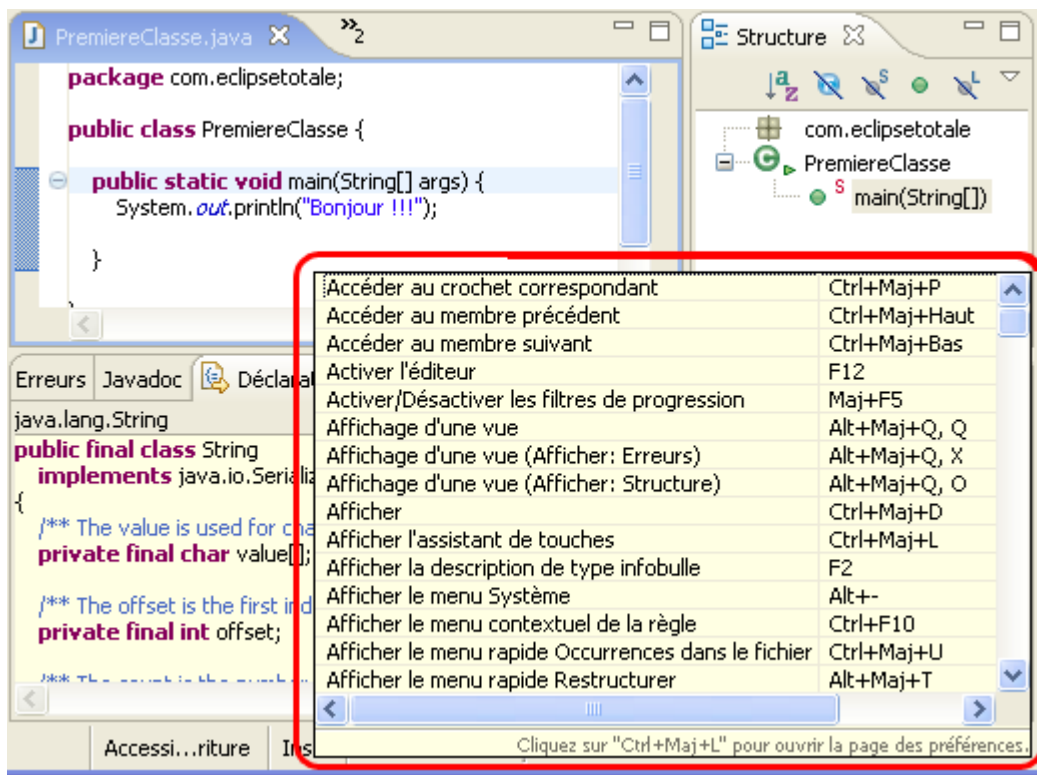 PremiereClasse.java
»2
package com.eclipsetotale;
public class PremiereClasse {
public static void main(String[] args) {
System.out.println("Bonjour !!!");
}
Structure
com.eclipsetotale
PremiereClasse
main(String[])
Erreurs Javadoc Déclarat
java.lang.String
public final class String
implements java.io.Serializ
{
/** The value is used for cha
private final char value[];
/** The offset is the first ind
private final int offset;
/** The count is the number
Accéder au crochet correspondant Ctrl+Maj+P
Accéder au membre précédent Ctrl+Maj+Haut
Accéder au membre suivant Ctrl+Maj+Bas
Activer l'éditeur F12
Activer/Désactiver les filtres de progression Maj+F5
Affichage d'une vue Alt+Maj+Q, Q
Affichage d'une vue (Afficher: Erreurs) Alt+Maj+Q, X
Affichage d'une vue (Afficher: Structure) Alt+Maj+Q, O
Afficher Ctrl+Maj+D
Afficher l'assistant de touches Ctrl+Maj+L
Afficher la description de type infobulle F2
Afficher le menu Système Alt+-
Afficher le menu contextuel de la règle Ctrl+F10
Afficher le menu rapide Occurrences dans le fichier Ctrl+Maj+U
Afficher le menu rapide Restructurer Alt+Maj+T
Cliquez sur "Ctrl+Maj+L" pour ouvrir la page des préférences.
Accessi...riture Ins